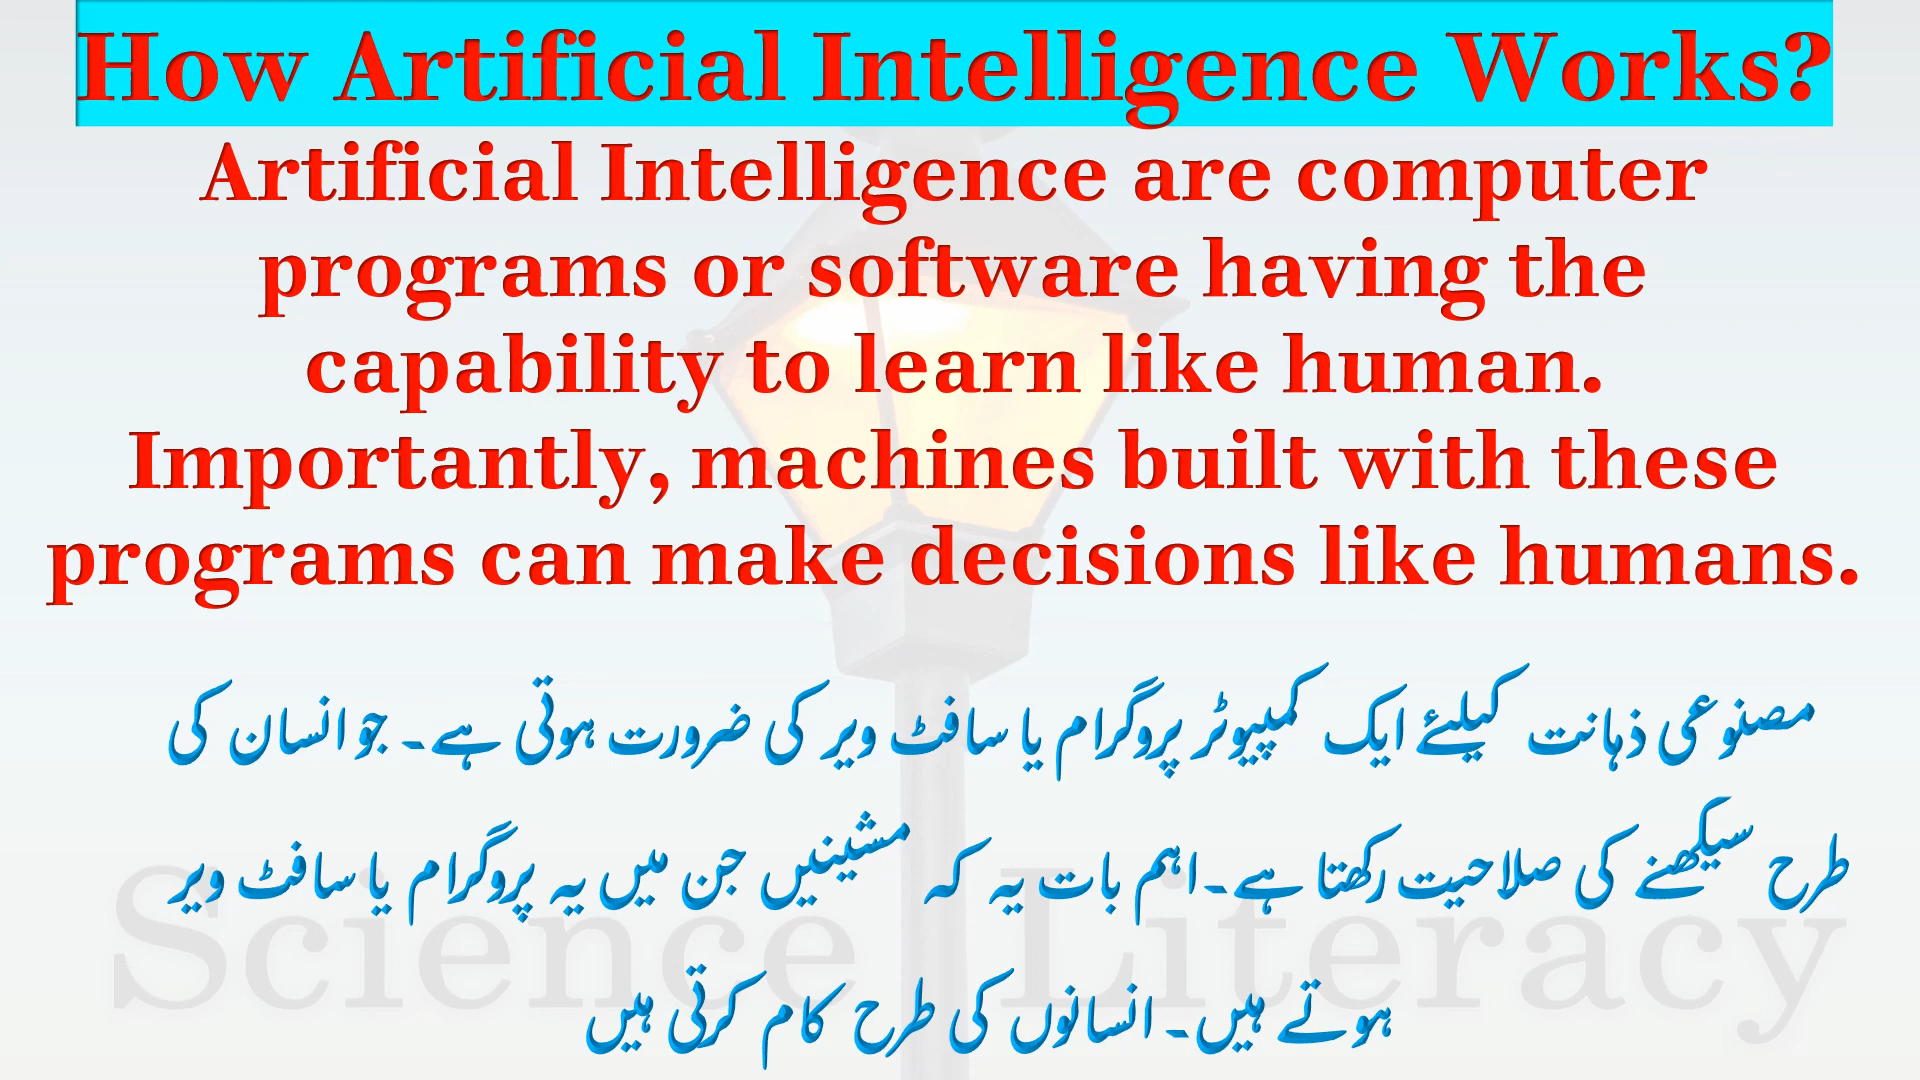 How Artificial Intelligence Works?
Artificial Intelligence are computer
programs or software having the
capability to learn like human.
Importantly, machines built with these
programs can make decisions like humans.
مصنوعی ذہانت کیلئے ایک کمپیوٹر پروگرام یا سافٹ ویر کی ضرورت ہوتی ہے۔ جو انسان کی
طرح سیکھنے کی صلاحیت رکھتا ہے۔ اہم بات یہ کہ مشینیں جن میں یہ پروگرام یا سافٹ ویر
ہوتے ہیں۔ انسانوں کی طرح کام کرتی ہیں
Science Literacy